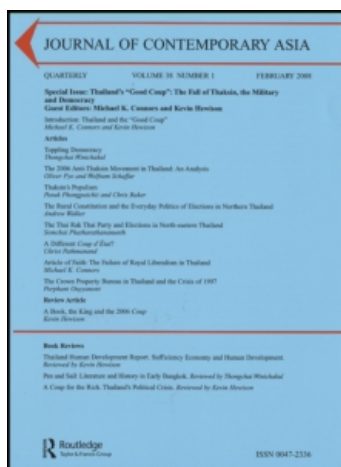 JOURNAL OF CONTEMPORARY ASIA
QUARTERLY VOLUME 38 NUMBER 1 FEBRUARY 2008
Special Issue: Thailand's "Good Coup": The Fall of Thaksin, the Military
and Democracy
Guest Editors: Michael K. Connors and Kevin Hewison
Introduction: Thailand and the "Good Coup"
Michael K. Connors and Kevin Hewison
Articles
Toppling Democracy
Thongchai Winichakul
The 2006 Anti-Thaksin Movement in Thailand: An Analysis
Oliver Pye and Wolfram Schaffar
Thaksin's Populism
Pasuk Phongpaichit and Chris Baker
The Rural Constitution and the Everyday Politics of Elections in Northern Thailand
Andrew Walker
The Thai Rak Thai Party and Elections in North-eastern Thailand
Somchai Phatharathananunth
A Different Coup d'État?
Ukrist Pathmanand
Article of Faith: The Failure of Royal Liberalism in Thailand
Michael K. Connors
The Crown Property Bureau in Thailand and the Crisis of 1997
Porphant Ouyyanont
Review Article
A Book, the King and the 2006 Coup
Kevin Hewison
Book Reviews
Thailand Human Development Report: Sufficiency Economy and Human Development.
Reviewed by Kevin Hewison
Pen and Sail: Literature and History in Early Bangkok. Reviewed by Thongchai Winichakul
A Coup for the Rich. Thailand's Political Crisis. Reviewed by Kevin Hewison
Routledge
Taylor & Francis Group
ISSN 0047-2336